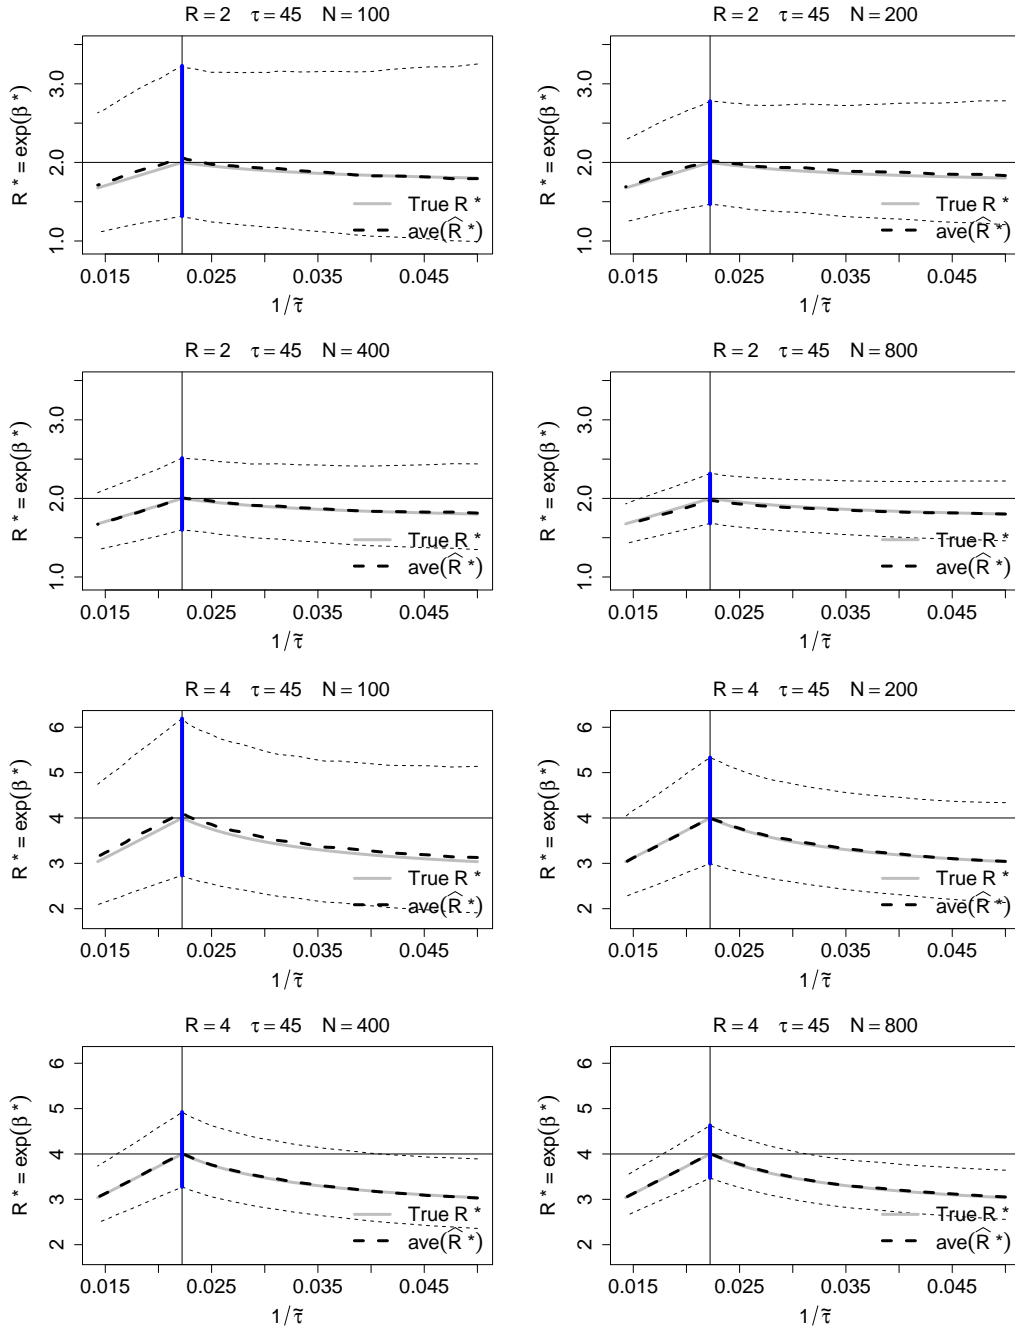 R = 2 τ = 45 N = 100
R* = exp(β*)
1.0 2.0 3.0
True R*
ave(R̂*)
0.015 0.025 0.035 0.045
1/τ̃
R = 2 τ = 45 N = 200
R* = exp(β*)
1.0 2.0 3.0
True R*
ave(R̂*)
0.015 0.025 0.035 0.045
1/τ̃
R = 2 τ = 45 N = 400
R* = exp(β*)
1.0 2.0 3.0
True R*
ave(R̂*)
0.015 0.025 0.035 0.045
1/τ̃
R = 2 τ = 45 N = 800
R* = exp(β*)
1.0 2.0 3.0
True R*
ave(R̂*)
0.015 0.025 0.035 0.045
1/τ̃
R = 4 τ = 45 N = 100
R* = exp(β*)
2 3 4 5 6
True R*
ave(R̂*)
0.015 0.025 0.035 0.045
1/τ̃
R = 4 τ = 45 N = 200
R* = exp(β*)
2 3 4 5 6
True R*
ave(R̂*)
0.015 0.025 0.035 0.045
1/τ̃
R = 4 τ = 45 N = 400
R* = exp(β*)
2 3 4 5 6
True R*
ave(R̂*)
0.015 0.025 0.035 0.045
1/τ̃
R = 4 τ = 45 N = 800
R* = exp(β*)
2 3 4 5 6
True R*
ave(R̂*)
0.015 0.025 0.035 0.045
1/τ̃